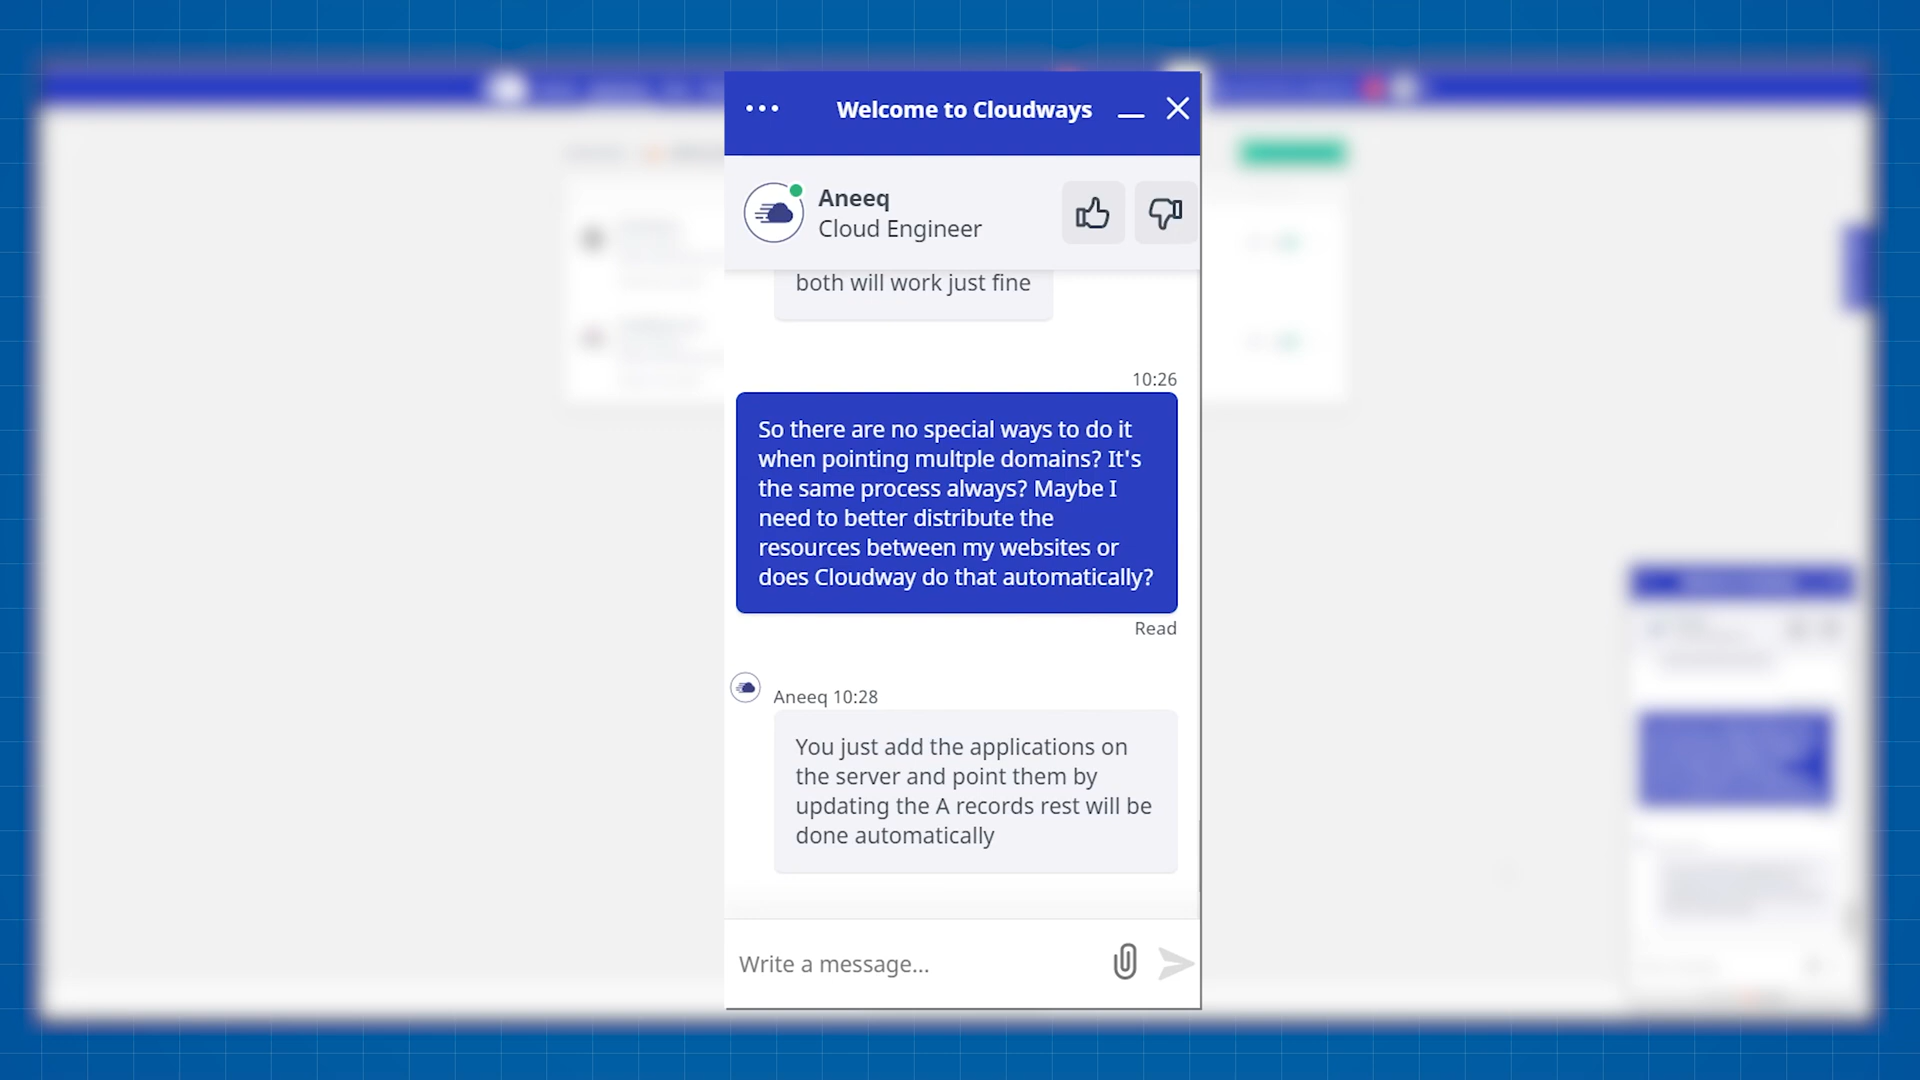 Welcome to Cloudways
Aneeq
Cloud Engineer
both will work just fine
10:26
So there are no special ways to do it
when pointing multple domains? It's
the same process always? Maybe I
need to better distribute the
resources between my websites or
does Cloudway do that automatically?
Read
Aneeq 10:28
You just add the applications on
the server and point them by
updating the A records rest will be
done automatically
Write a message...